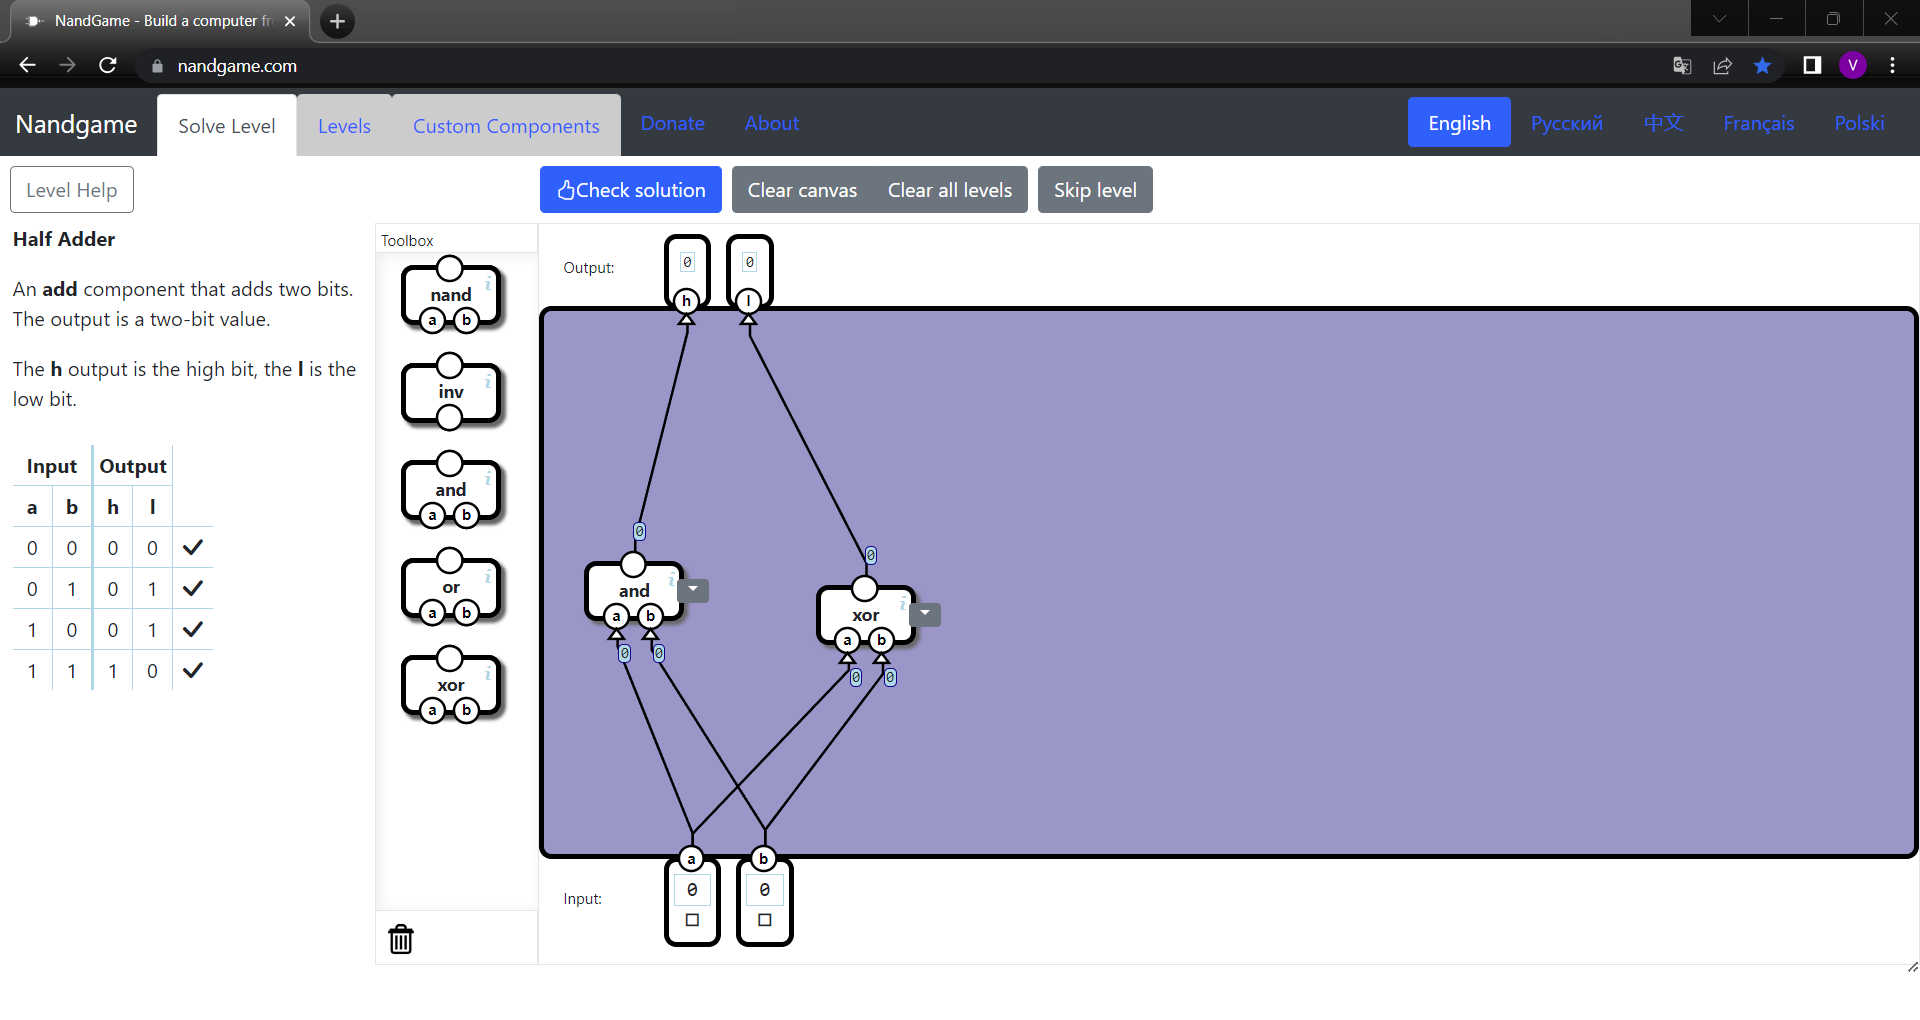 NandGame - Build a computer fr
nandgame.com
V
Nandgame
Solve Level
Levels
Custom Components
Donate
About
English
Русский
中文
Français
Polski
Level Help
Check solution
Clear canvas
Clear all levels
Skip level
Half Adder
An add component that adds two bits.
The output is a two-bit value.
The h output is the high bit, the l is the
low bit.
Input Output
a b h l
0 0 0 0
0 1 0 1
1 0 0 1
1 1 1 0
Toolbox
nand
i
a b
inv
i
and
i
a b
or
i
a b
xor
i
a b
Output:
0 0
h l
0
and
i
a b
0 0
0
xor
i
a b
0 0
a b
Input:
0 0